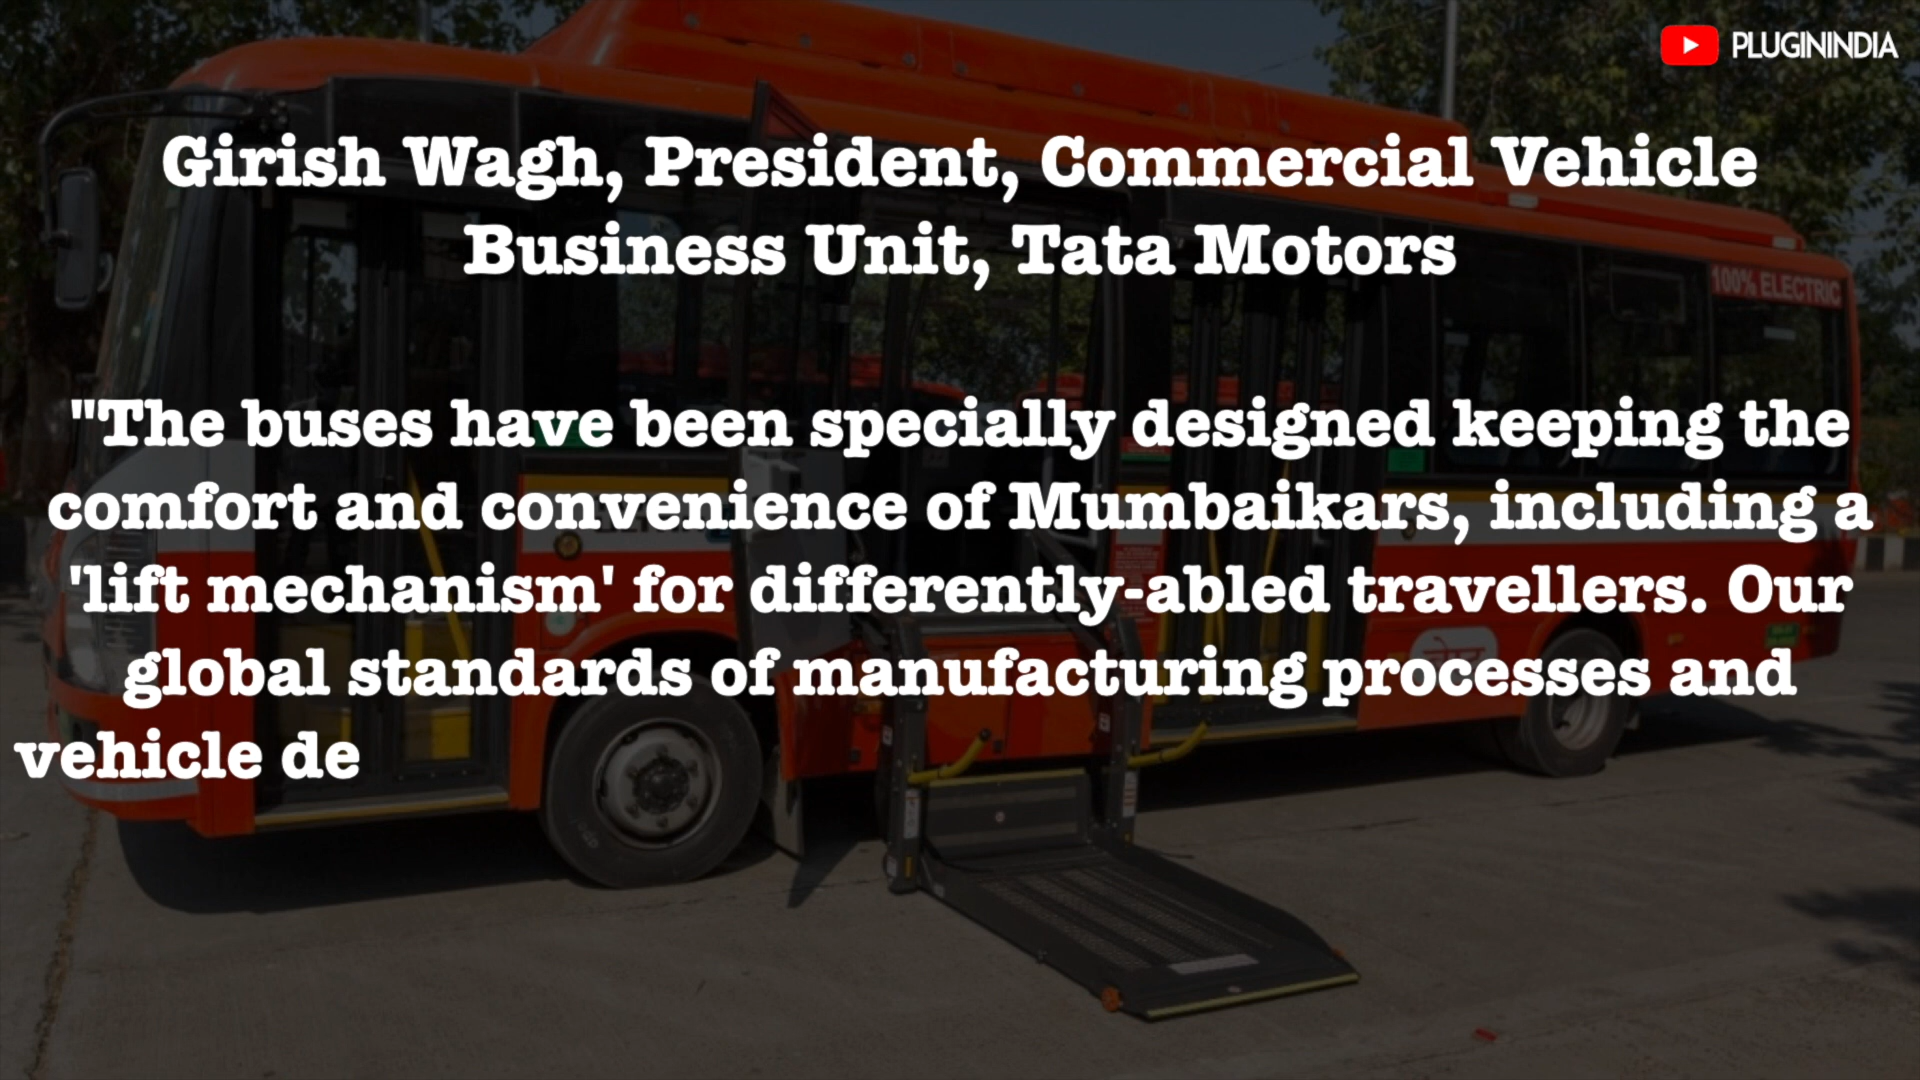 PLUGININDIA
Girish Wagh, President, Commercial Vehicle
Business Unit, Tata Motors
100% ELECTRIC
"The buses have been specially designed keeping the
comfort and convenience of Mumbaikars, including a
'lift mechanism' for differently-abled travellers. Our
global standards of manufacturing processes and
vehicle de